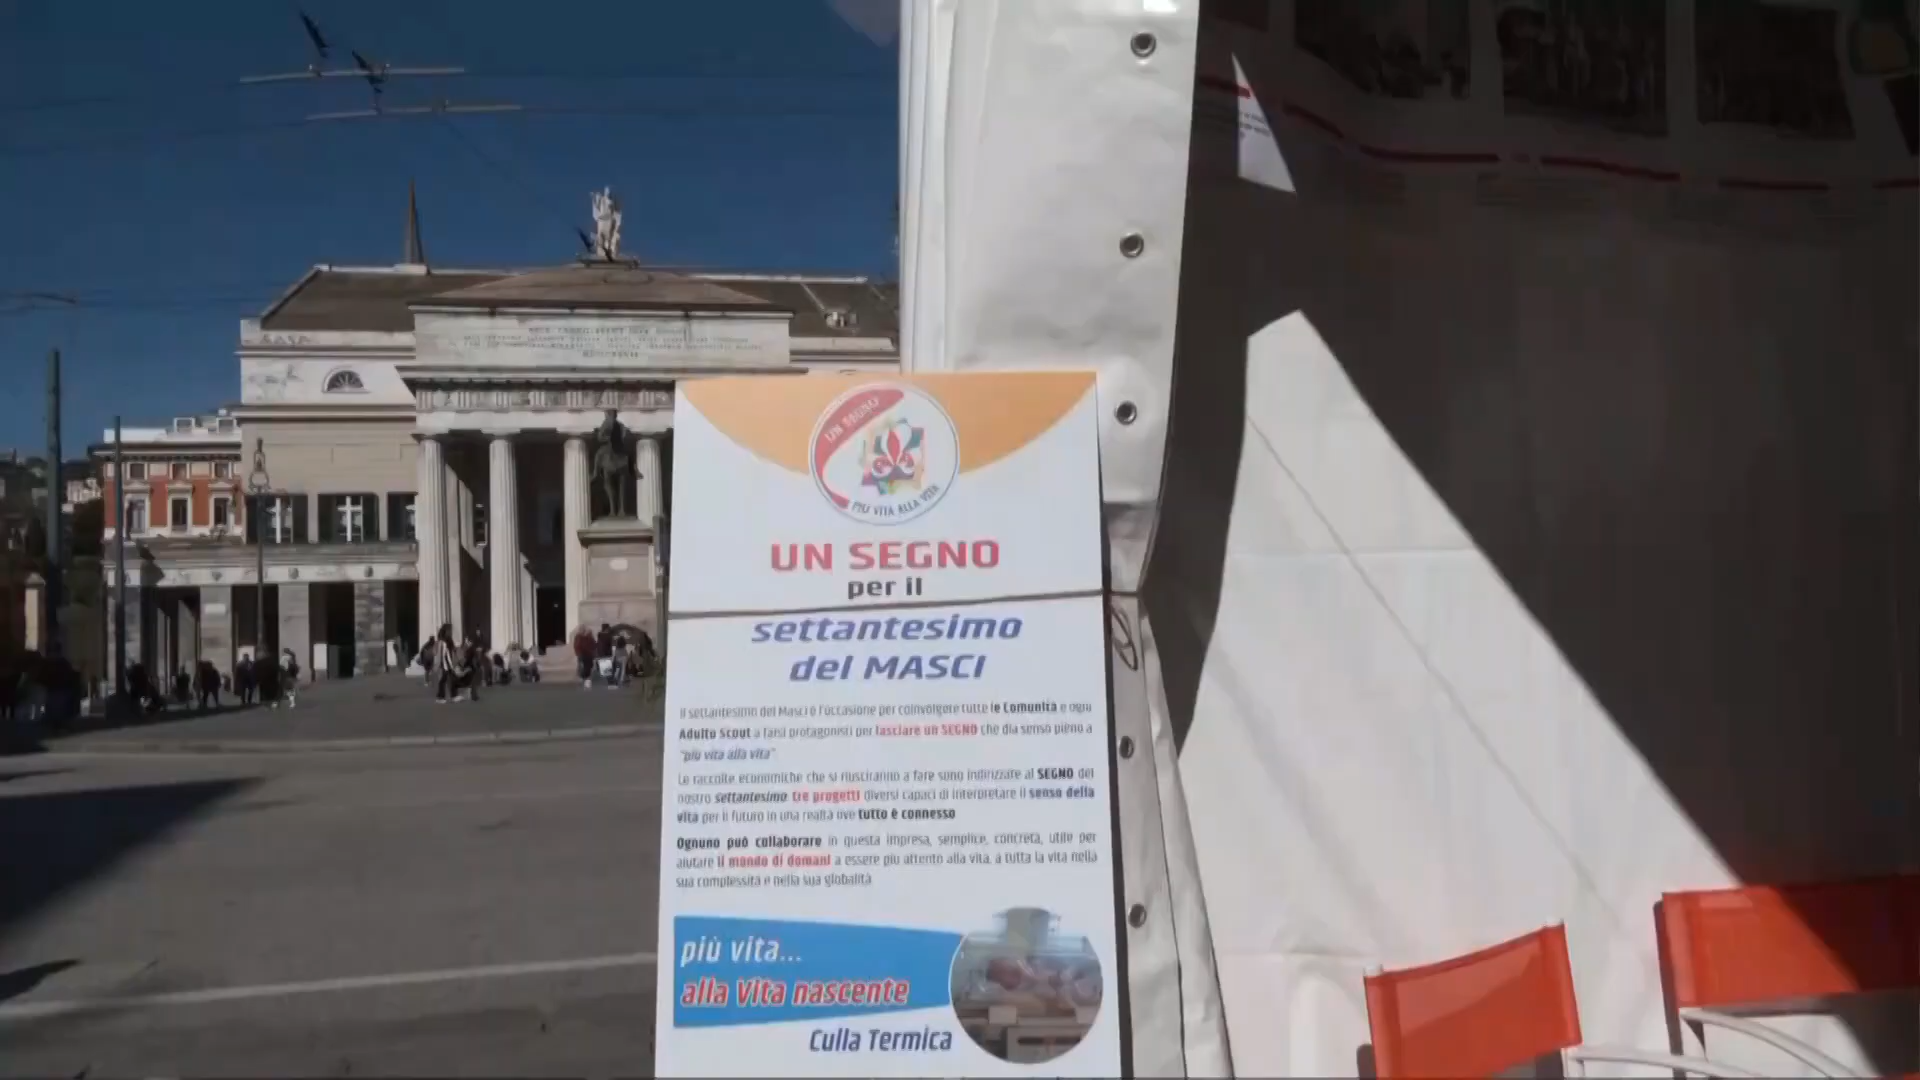 UN SEGNO
PIÙ VITA ALLA VITA
UN SEGNO
per il
settantesimo
del MASCI
Il settantesimo del Masci è l'occasione per coinvolgere tutte le Comunità e ogni
Adulto Scout a farsi protagonisti per lasciare un SEGNO che dia senso pieno a
"più vita alla vita"
Le raccolte economiche che si riusciranno a fare sono indirizzare al SEGNO del
nostro settantesimo tre progetti diversi capaci di interpretare il senso della
vita per il futuro in una realtà ove tutto è connesso
Ognuno può collaborare in questa impresa, semplice, concreta, utile per
aiutare il mondo di domani a essere più attento alla vita, a tutta la vita nella
sua complessità e nella sua globalità
più vita...
alla Vita nascente
Culla Termica